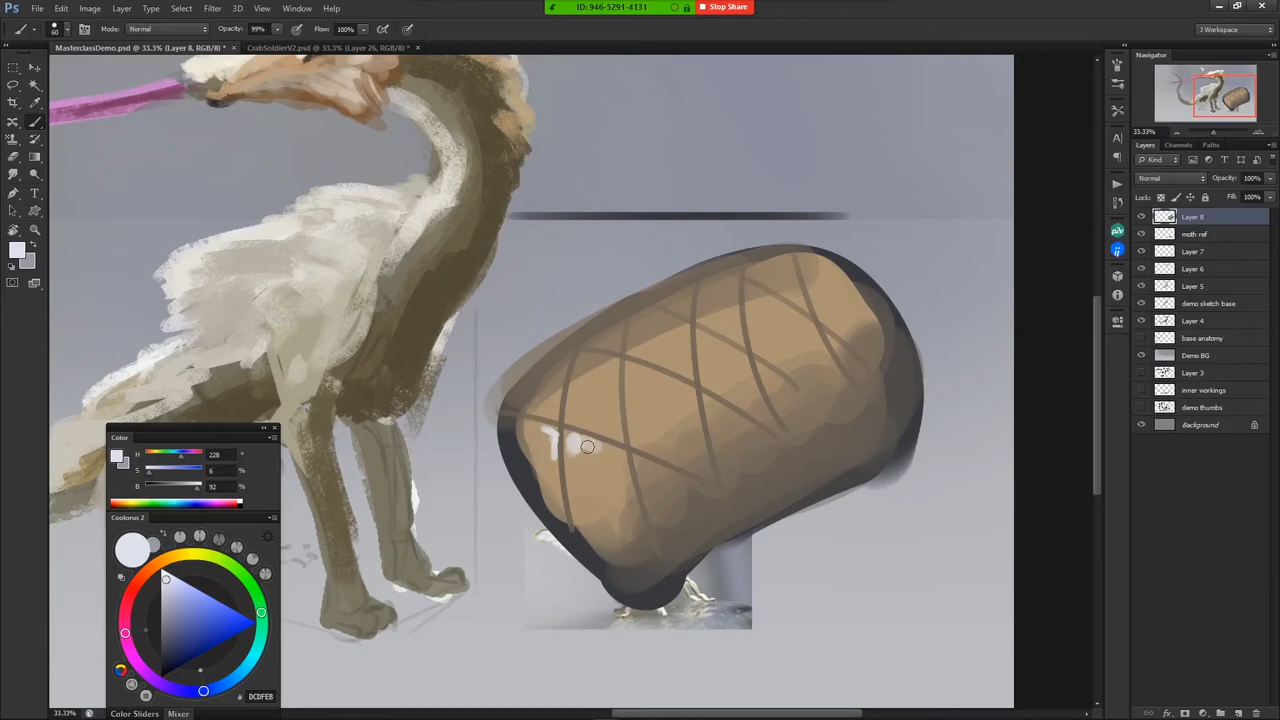 Ps File Edit Image Layer Type Select Filter 3D View Window Help
ID: 946-5291-4131 Stop Share
60 Mode: Normal Opacity: 99% Flow: 100% J Workspace
MasterclassDemo.psd @ 33.3% (Layer 8, RGB/8) * × CrabSoldierV2.psd @ 33.3% (Layer 26, RGB/8) * ×
Navigator
33.33%
Layers Channels Paths
Kind
Normal Opacity: 100%
Lock: Fill: 100%
Layer 8
moth ref
Layer 7
Layer 6
Layer 5
demo sketch base
Layer 4
base anatomy
Demo BG
Layer 3
inner workings
demo thumbs
Background
Color
H 228 °
S 6 %
B 92 %
Colorus 2
# DCDFEB
Color Sliders Mixer
33.33%